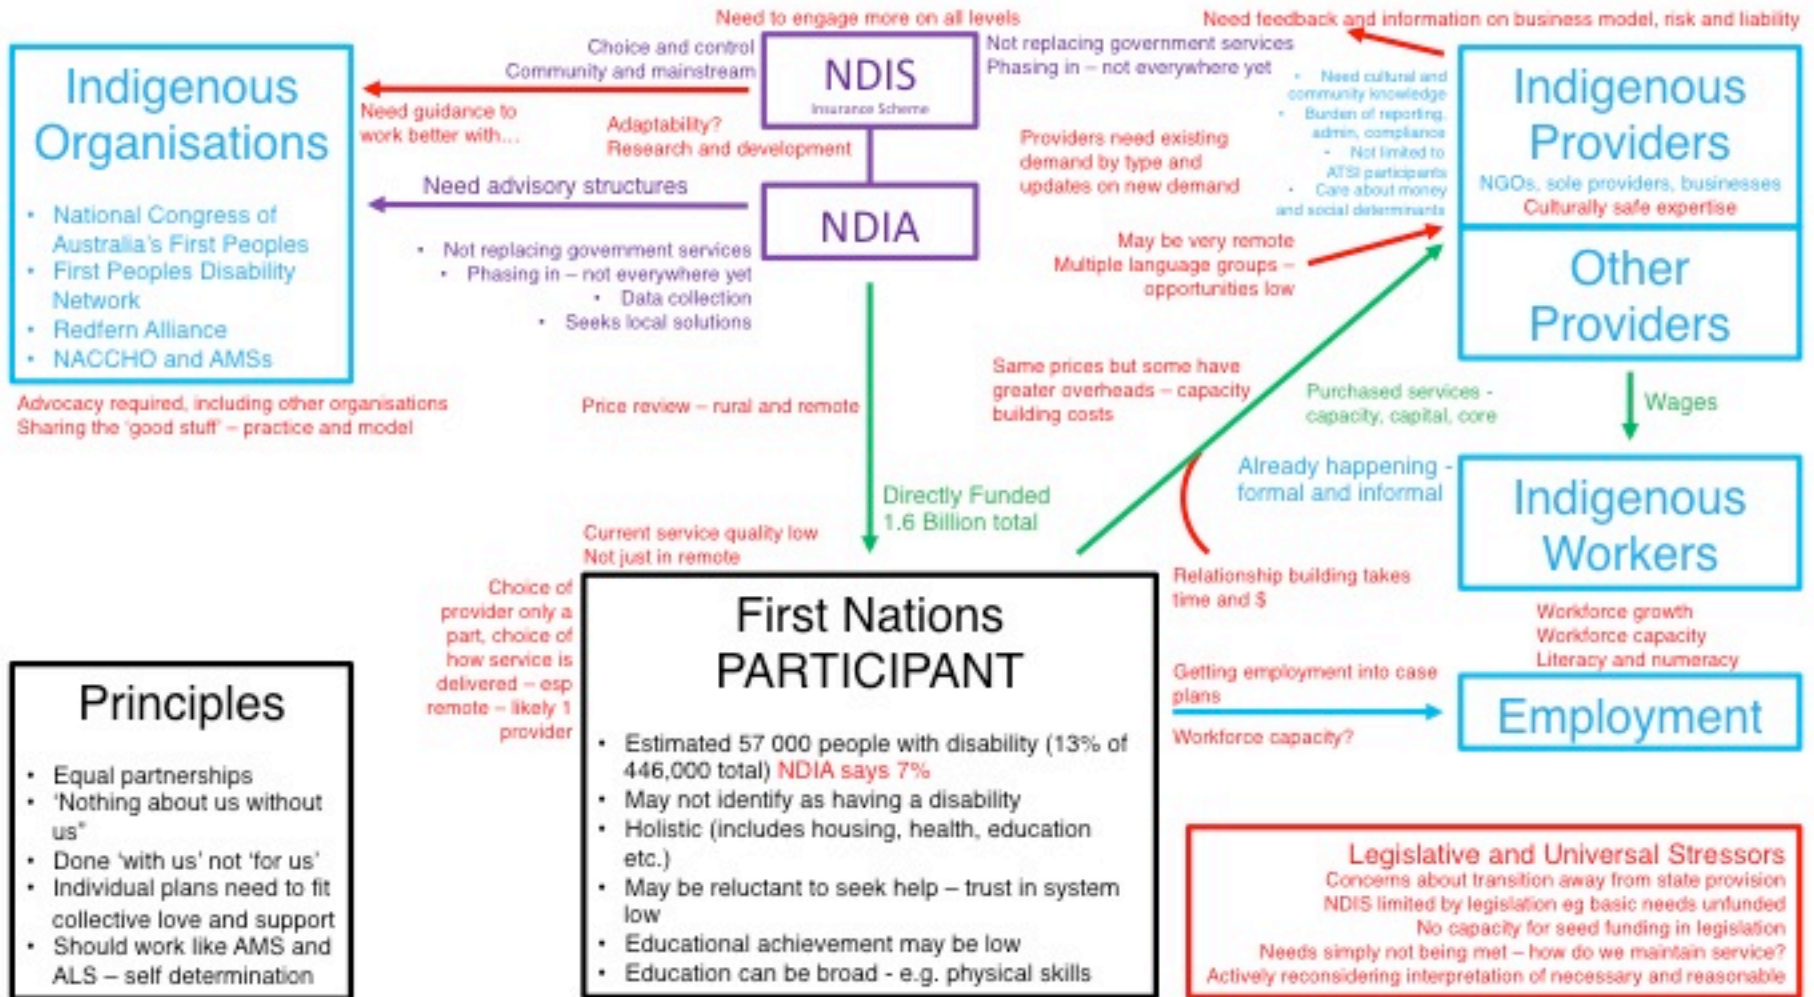 Need to engage more on all levels
Need feedback and information on business model, risk and liability
Indigenous
Organisations
• National Congress of
Australia's First Peoples
• First Peoples Disability
Network
• Redfern Alliance
• NACCHO and AMSs
Advocacy required, including other organisations
Sharing the 'good stuff' – practice and model
Choice and control
Community and mainstream
Need guidance to
work better with...
Adaptability?
Research and development
Need advisory structures
• Not replacing government services
• Phasing in – not everywhere yet
• Data collection
• Seeks local solutions
NDIS
Insurance Scheme
NDIA
Not replacing government services
Phasing in – not everywhere yet
Providers need existing
demand by type and
updates on new demand
• Need cultural and
community knowledge
• Burden of reporting,
admin, compliance
- Not limited to
ATSI participants
• Care about money
and social determinants
May be very remote
Multiple language groups –
opportunities low
Indigenous
Providers
NGOs, sole providers, businesses
Culturally safe expertise
Other
Providers
Price review – rural and remote
Same prices but some have
greater overheads – capacity
building costs
Purchased services -
capacity, capital, core
Wages
Directly Funded
1.6 Billion total
Already happening -
formal and informal
Indigenous
Workers
Current service quality low
Not just in remote
Choice of
provider only a
part, choice of
how service is
delivered – esp
remote – likely 1
provider
Relationship building takes
time and $
Workforce growth
Workforce capacity
Literacy and numeracy
Getting employment into case
plans
Workforce capacity?
Employment
First Nations
PARTICIPANT
• Estimated 57 000 people with disability (13% of
446,000 total) NDIA says 7%
• May not identify as having a disability
• Holistic (includes housing, health, education
etc.)
• May be reluctant to seek help – trust in system
low
• Educational achievement may be low
• Education can be broad - e.g. physical skills
Principles
• Equal partnerships
• 'Nothing about us without
us"
• Done 'with us' not 'for us'
• Individual plans need to fit
collective love and support
• Should work like AMS and
ALS – self determination
Legislative and Universal Stressors
Concerns about transition away from state provision
NDIS limited by legislation eg basic needs unfunded
No capacity for seed funding in legislation
Needs simply not being met – how do we maintain service?
Actively reconsidering interpretation of necessary and reasonable